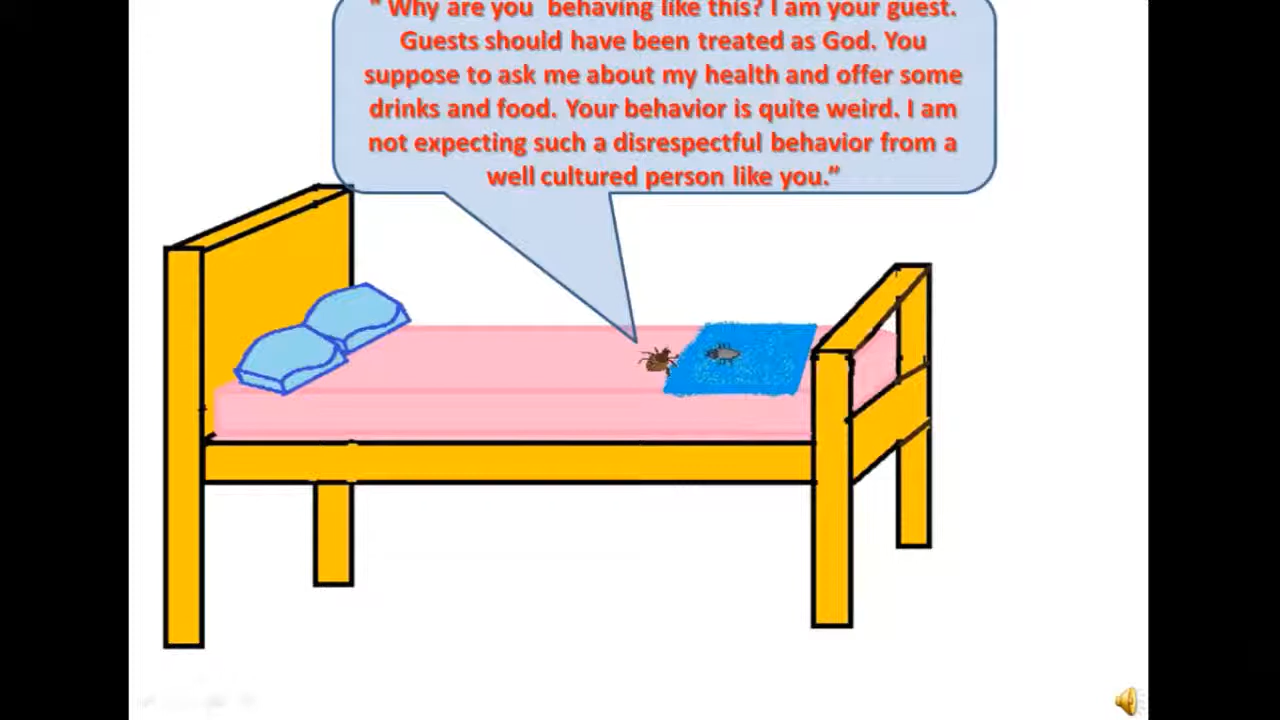 " Why are you behaving like this? I am your guest.
Guests should have been treated as God. You
suppose to ask me about my health and offer some
drinks and food. Your behavior is quite weird. I am
not expecting such a disrespectful behavior from a
well cultured person like you.”